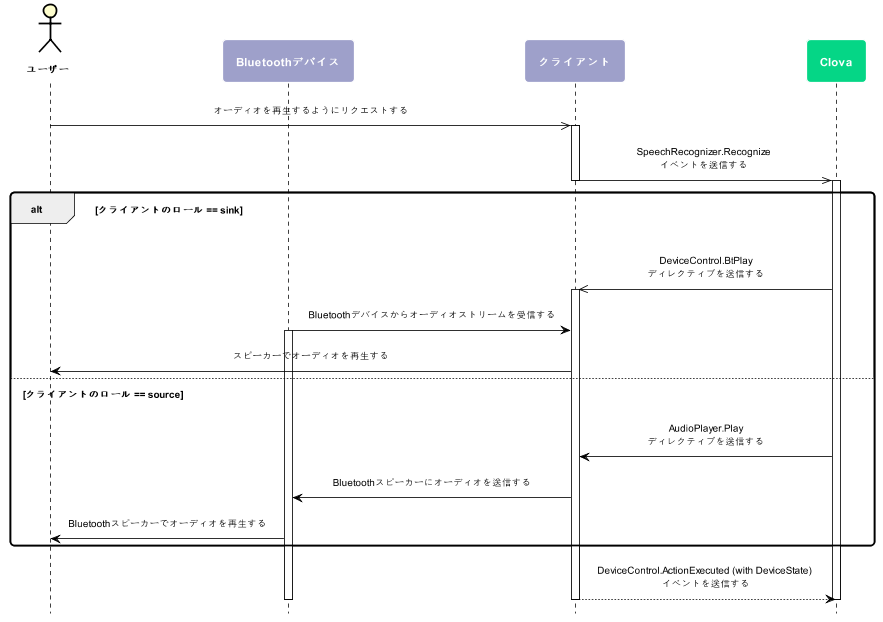 ユーザー
Bluetoothデバイス
クライアント
Clova
オーディオを再生するようにリクエストする
SpeechRecognizer.Recognize
イベントを送信する
alt
[クライアントのロール == sink]
DeviceControl.BtPlay
ディレクティブを送信する
Bluetoothデバイスからオーディオストリームを受信する
スピーカーでオーディオを再生する
[クライアントのロール == source]
AudioPlayer.Play
ディレクティブを送信する
Bluetoothスピーカーにオーディオを送信する
Bluetoothスピーカーでオーディオを再生する
DeviceControl.ActionExecuted (with DeviceState)
イベントを送信する